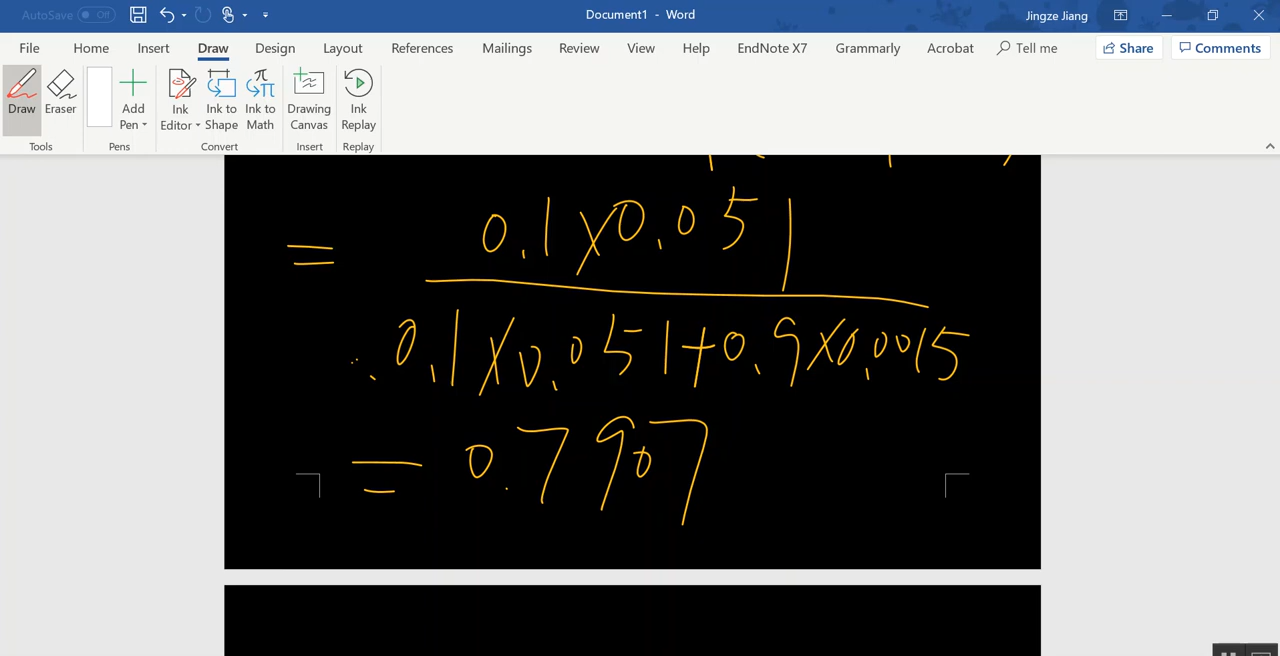 AutoSave Off Document1 - Word Jingze Jiang
File Home Insert Draw Design Layout References Mailings Review View Help EndNote X7 Grammarly Acrobat Tell me Share Comments
Draw Eraser Add Pen Ink Editor Ink to Shape Ink to Math Drawing Canvas Ink Replay
Tools Pens Convert Insert Replay
= 0.1×0.051
0.1×0.051+0.9×0.0015
= 0.7907